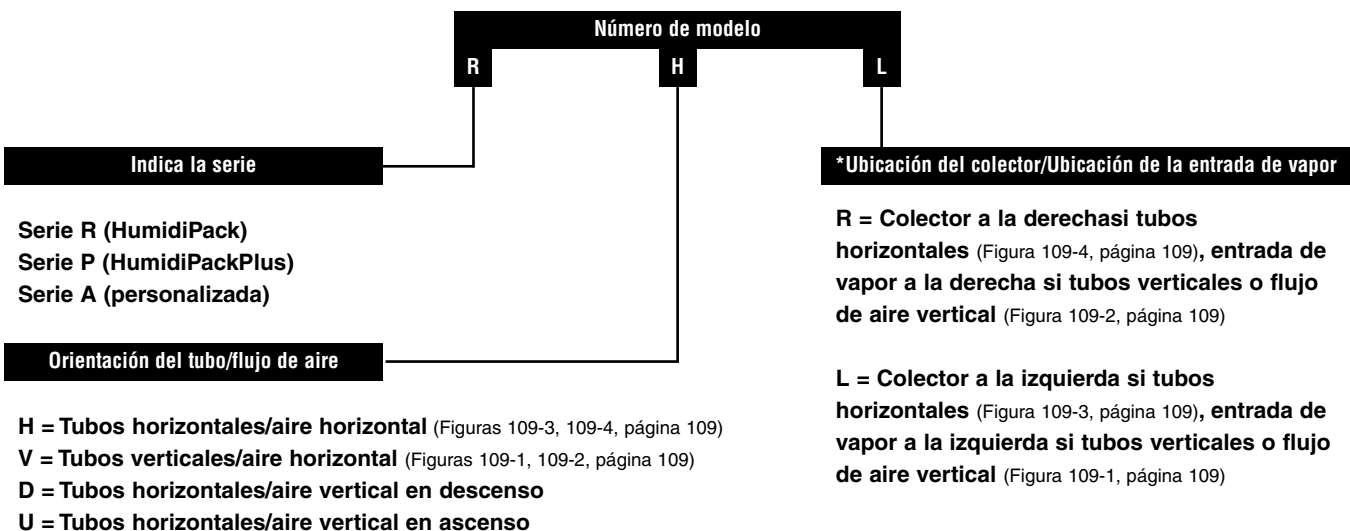 Número de modelo
R H L
Indica la serie
Serie R (HumidiPack)
Serie P (HumidiPackPlus)
Serie A (personalizada)
Orientación del tubo/flujo de aire
H = Tubos horizontales/aire horizontal (Figuras 109-3, 109-4, página 109)
V = Tubos verticales/aire horizontal (Figuras 109-1, 109-2, página 109)
D = Tubos horizontales/aire vertical en descenso
U = Tubos horizontales/aire vertical en ascenso
*Ubicación del colector/Ubicación de la entrada de vapor
R = Colector a la derechasi tubos
horizontales (Figura 109-4, página 109), entrada de
vapor a la derecha si tubos verticales o flujo
de aire vertical (Figura 109-2, página 109)
L = Colector a la izquierda si tubos
horizontales (Figura 109-3, página 109), entrada de
vapor a la izquierda si tubos verticales o flujo
de aire vertical (Figura 109-1, página 109)